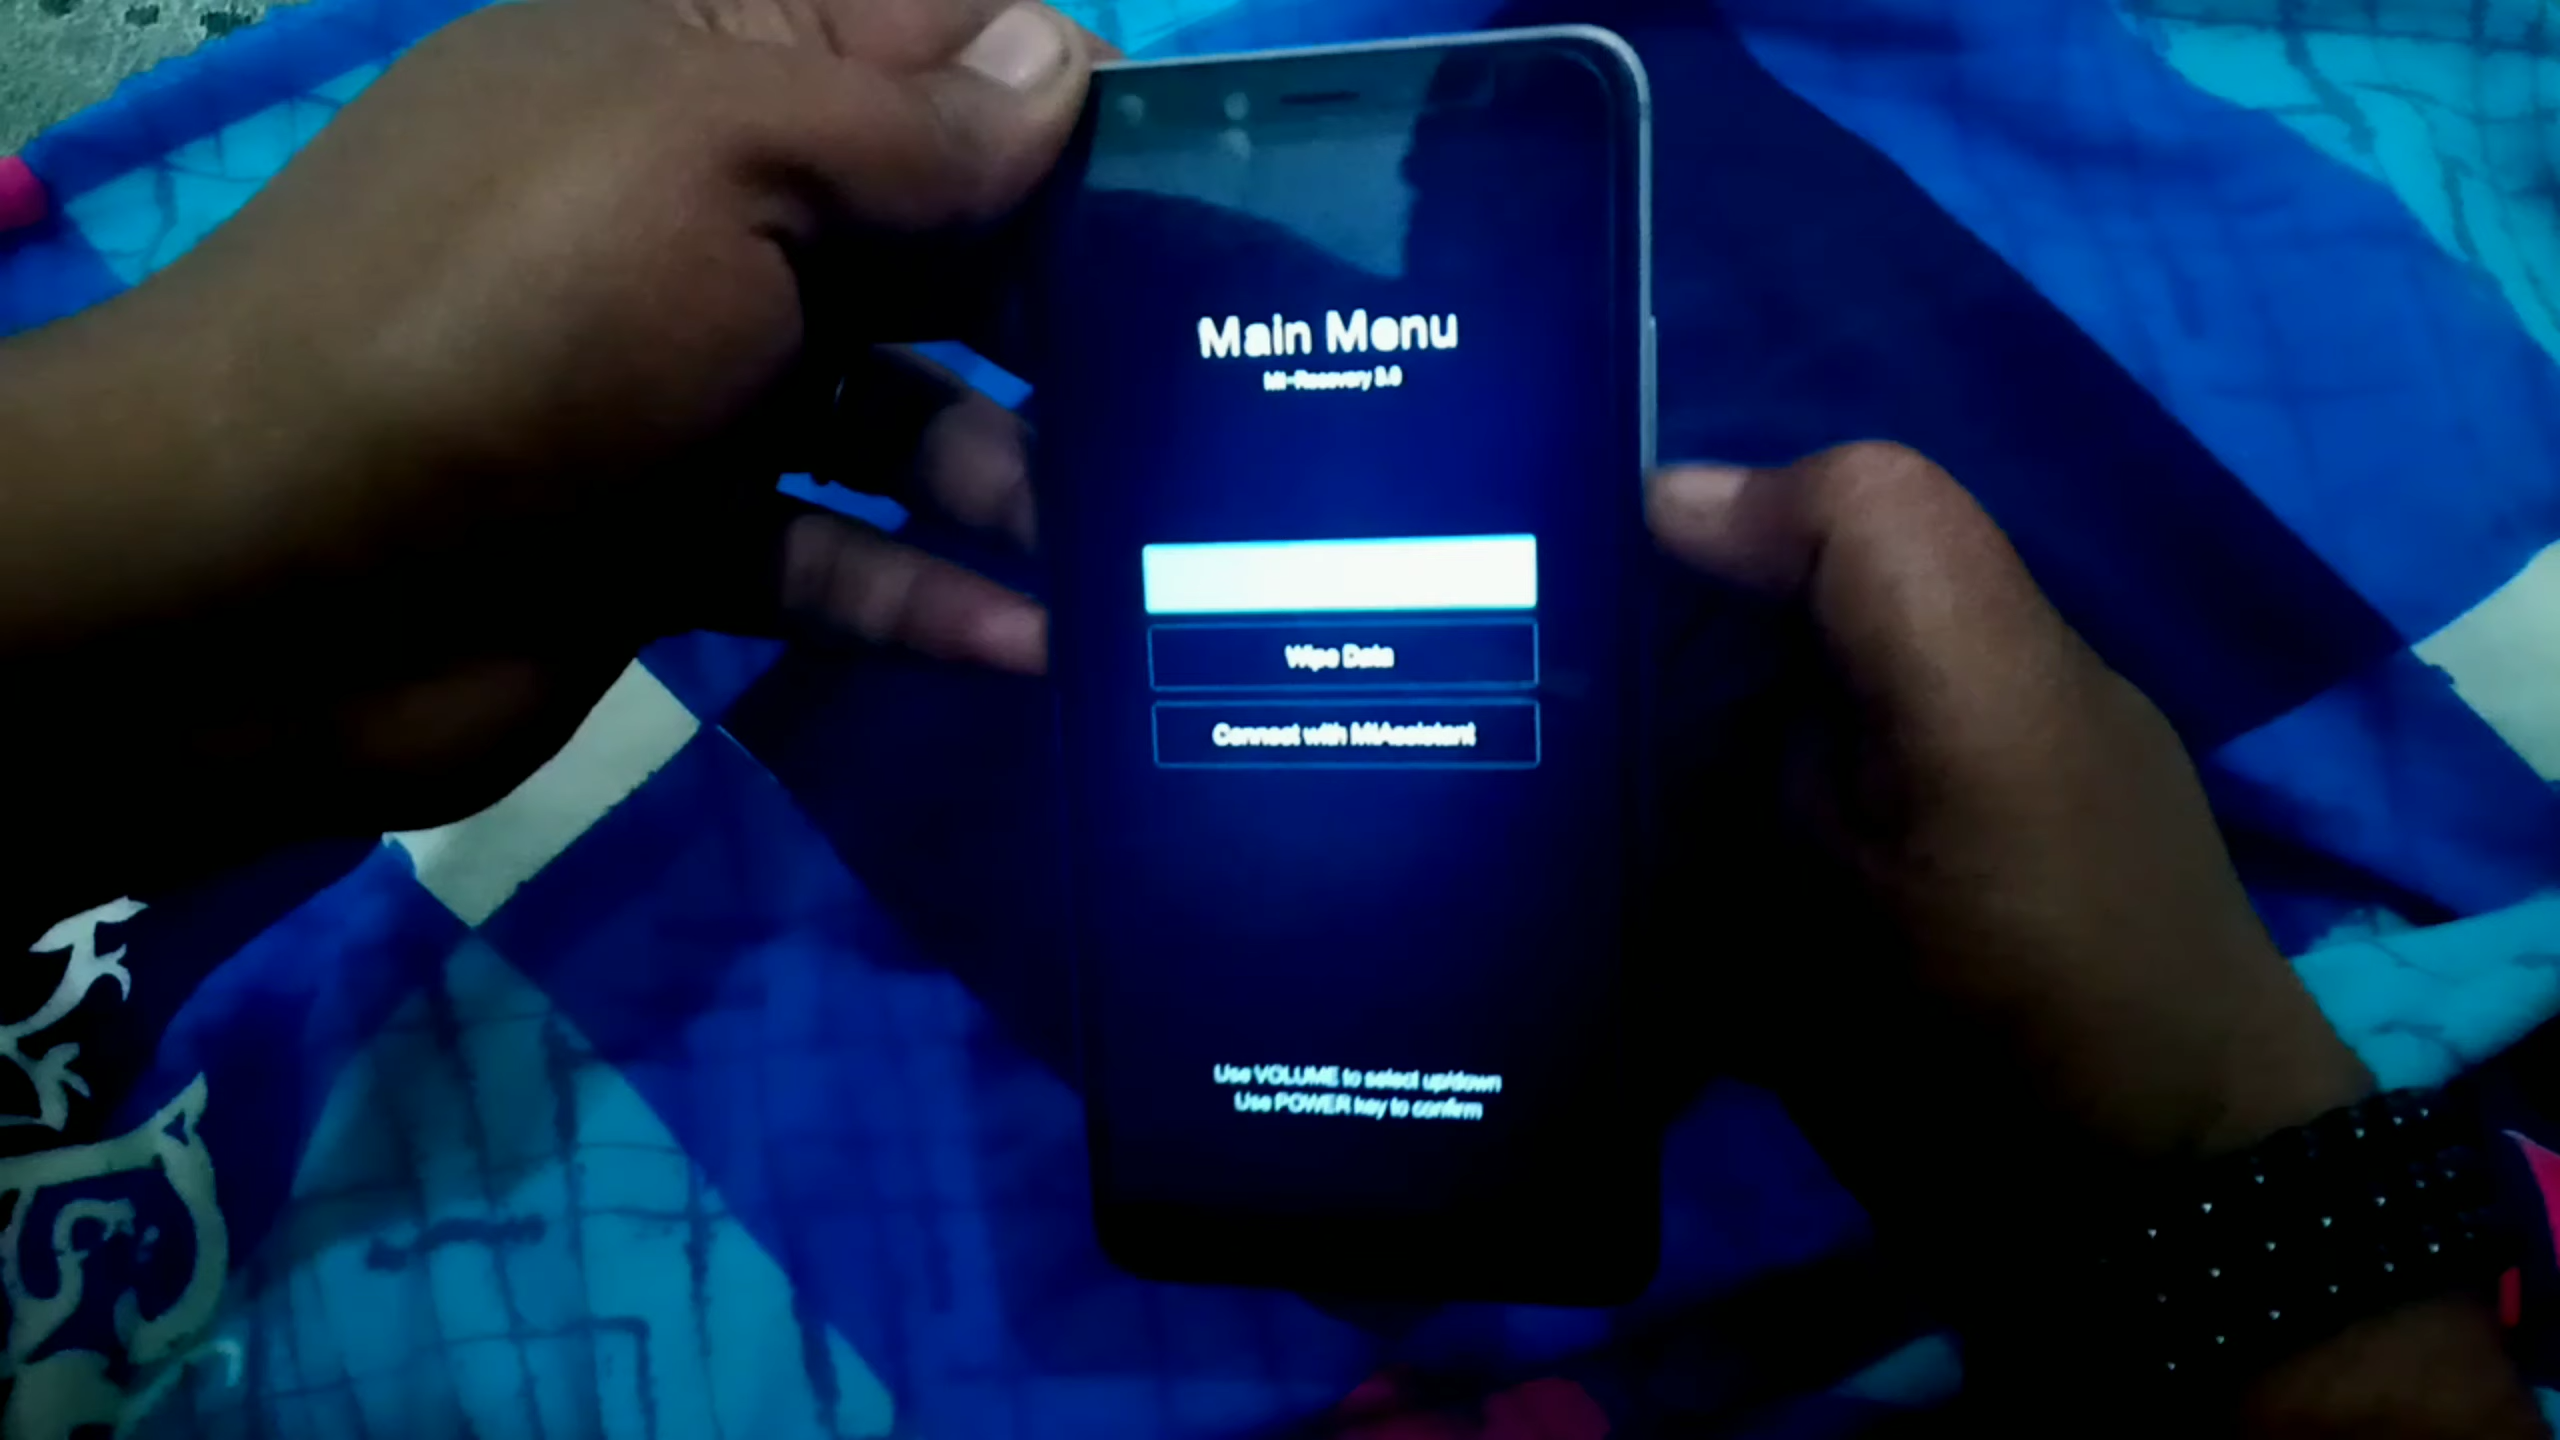 Main Menu
Mi-Recovery 3.0
Wipe Data
Connect with MiAssistant
Use VOLUME to select up/down
Use POWER key to confirm